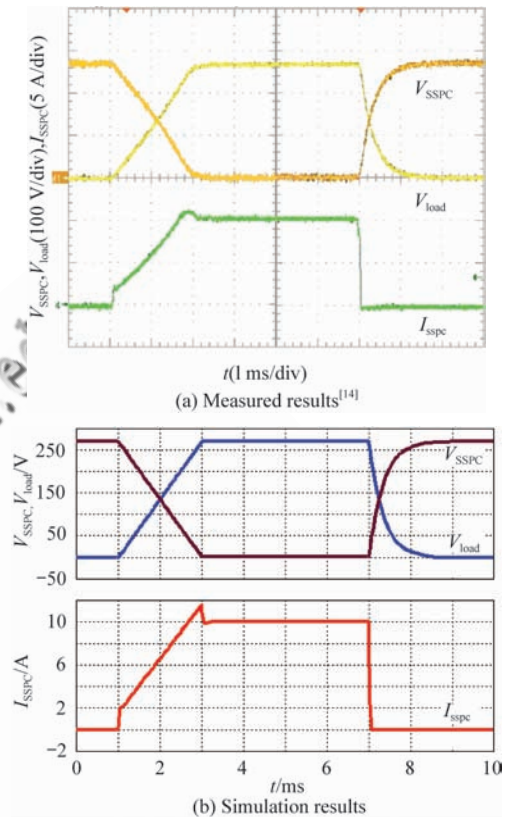 V_SSPC, V_load(100 V/div), I_SSPC(5 A/div)
V_SSPC
V_load
I_sspc
t(1 ms/div)
(a) Measured results[14]
V_SSPC, V_load/V
250
150
50
−50
V_SSPC
V_load
I_SSPC/A
10
6
2
−2
I_sspc
0 2 4 6 8 10
t/ms
(b) Simulation results